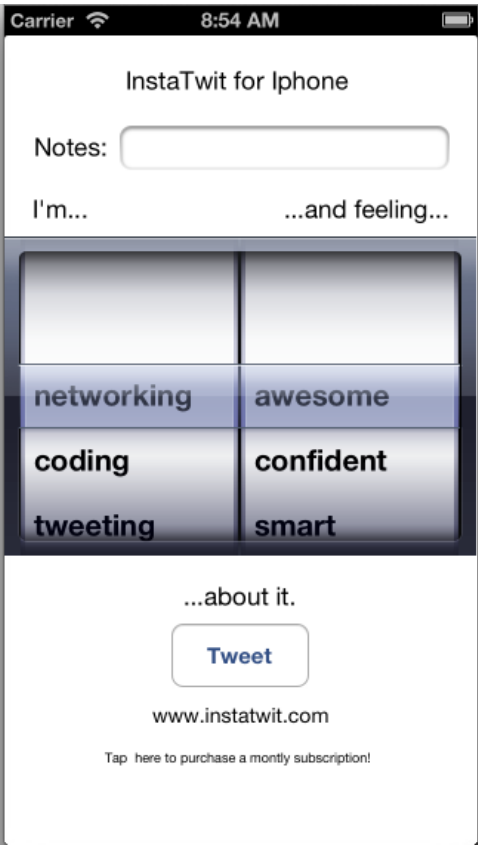 Carrier 8:54 AM
InstaTwit for Iphone
Notes:
I'm... ...and feeling...
networking awesome
coding confident
tweeting smart
...about it.
Tweet
www.instatwit.com
Tap here to purchase a montly subscription!